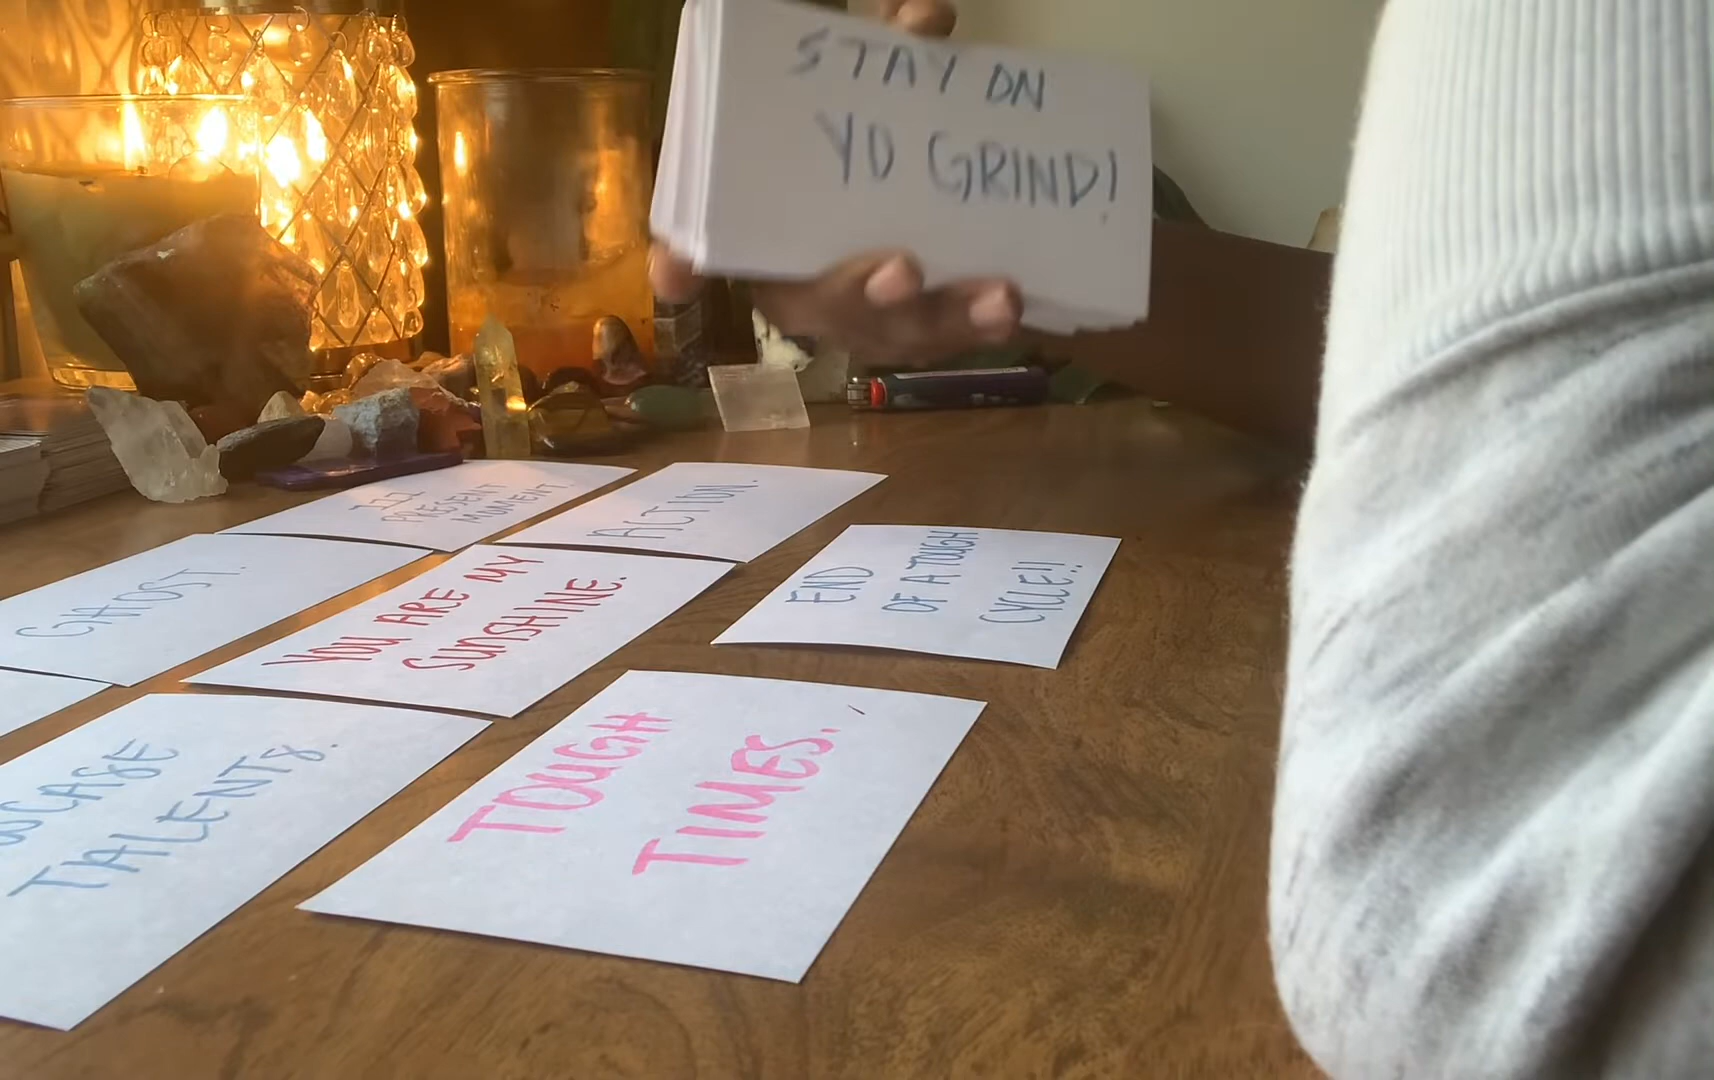 STAY ON
YO GRIND!
III
PRESENT
MOMENT.
ACTION.
GHOST.
YOU ARE MY
SUNSHINE.
END
OF A TOUGH
CYCLE!!
TALENTS.
TOUGH
TIMES.